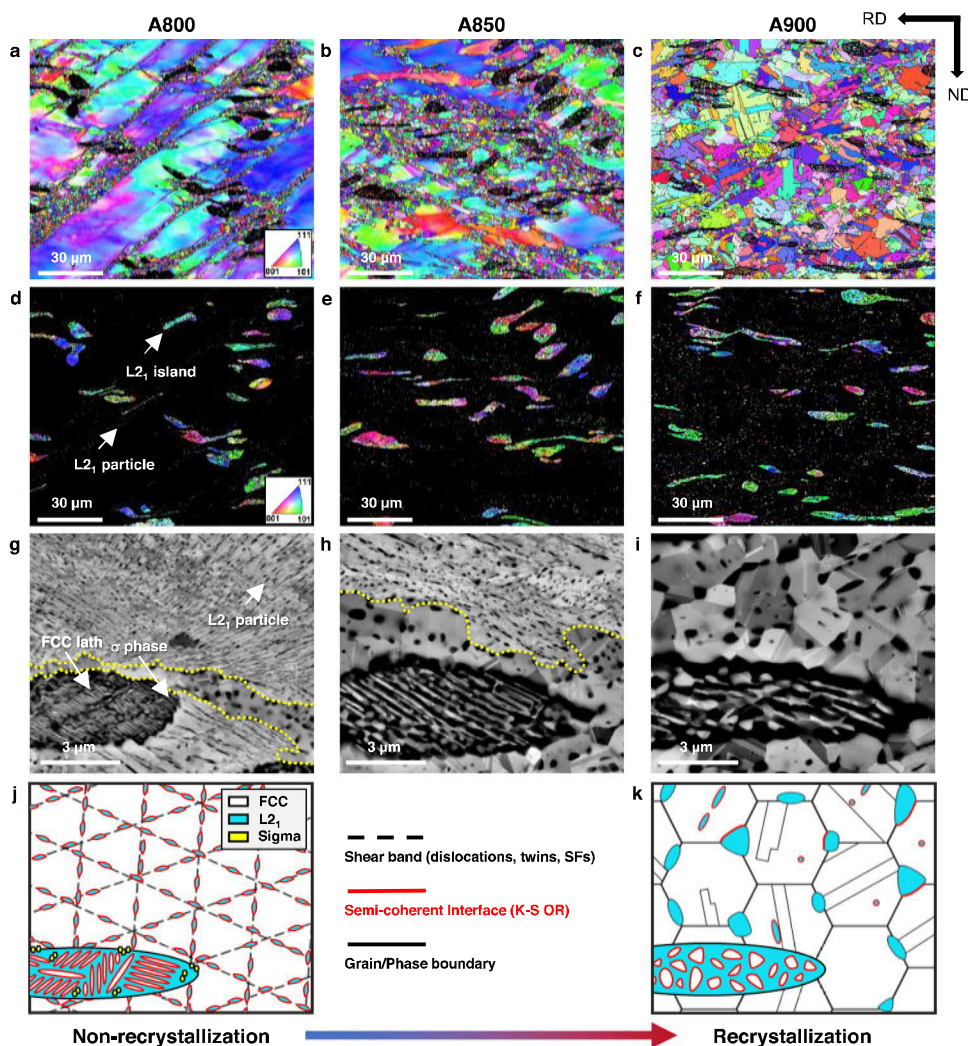 A800
A850
A900
RD
ND
a
b
c
30 µm
111
001
101
30 µm
30 µm
d
e
f
L2₁ island
L2₁ particle
30 µm
111
001
101
30 µm
30 µm
g
h
i
L2₁ particle
FCC lath
σ phase
3 µm
3 µm
3 µm
j
k
FCC
L2₁
Sigma
Shear band (dislocations, twins, SFs)
Semi-coherent Interface (K-S OR)
Grain/Phase boundary
Non-recrystallization
Recrystallization